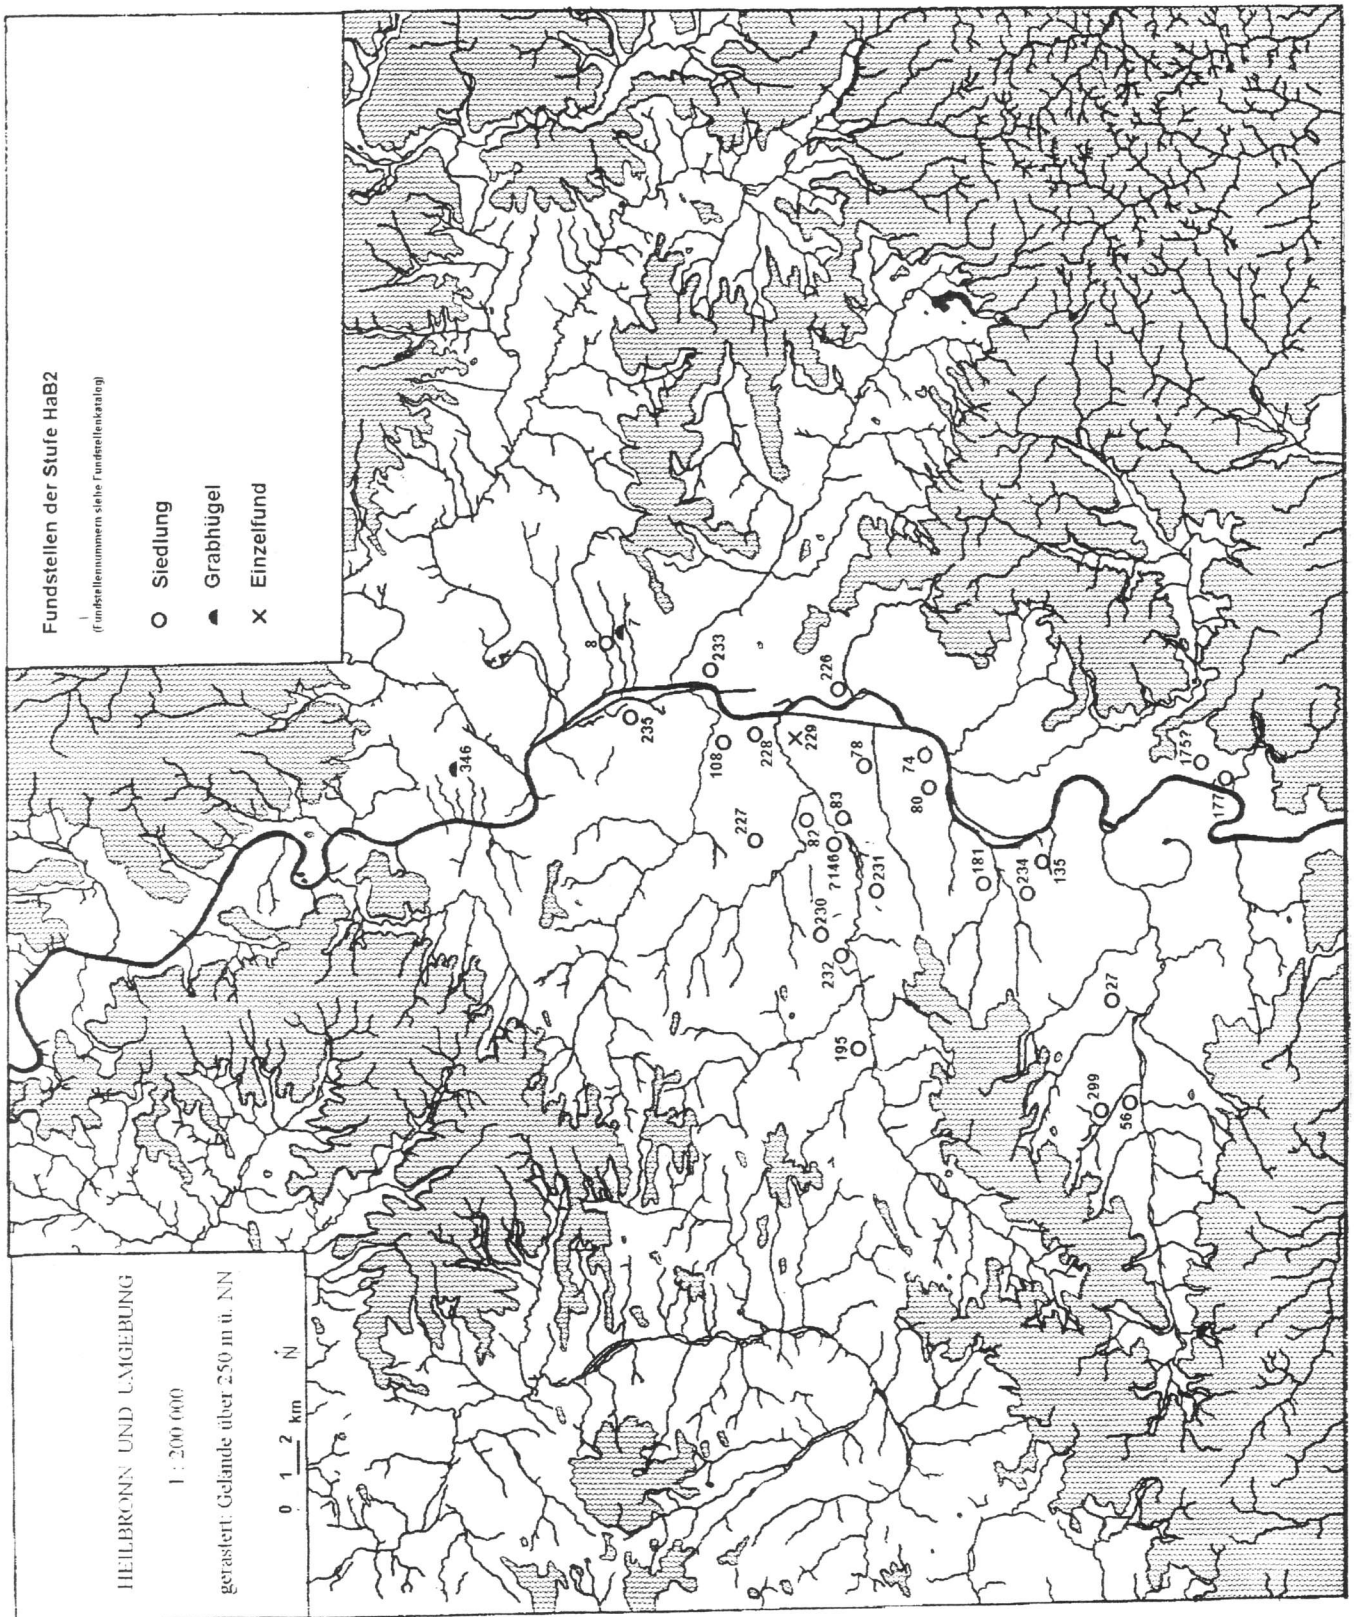 HEILBRONN UND UMGEBUNG
1 : 200 000
gerastert: Gelände über 250 m ü. NN
0 1 2 km
N
Fundstellen der Stufe HaB2
(Fundstellennummern siehe Fundstellenkatalog)
Siedlung
Grabhügel
Einzelfund
346
8
7
235
233
108
228
227
229
226
82
83
78
?146
230
231
232
195
74
80
181
234
135
27
299
56
175?
177